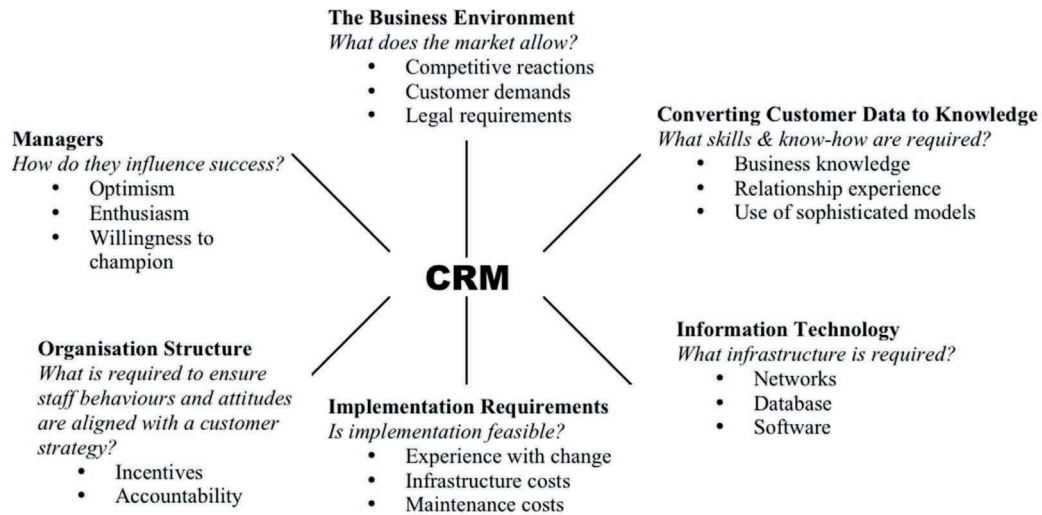 The Business Environment
What does the market allow?
• Competitive reactions
• Customer demands
• Legal requirements
Converting Customer Data to Knowledge
What skills & know-how are required?
• Business knowledge
• Relationship experience
• Use of sophisticated models
Managers
How do they influence success?
• Optimism
• Enthusiasm
• Willingness to
champion
CRM
Organisation Structure
What is required to ensure
staff behaviours and attitudes
are aligned with a customer
strategy?
• Incentives
• Accountability
Implementation Requirements
Is implementation feasible?
• Experience with change
• Infrastructure costs
• Maintenance costs
Information Technology
What infrastructure is required?
• Networks
• Database
• Software